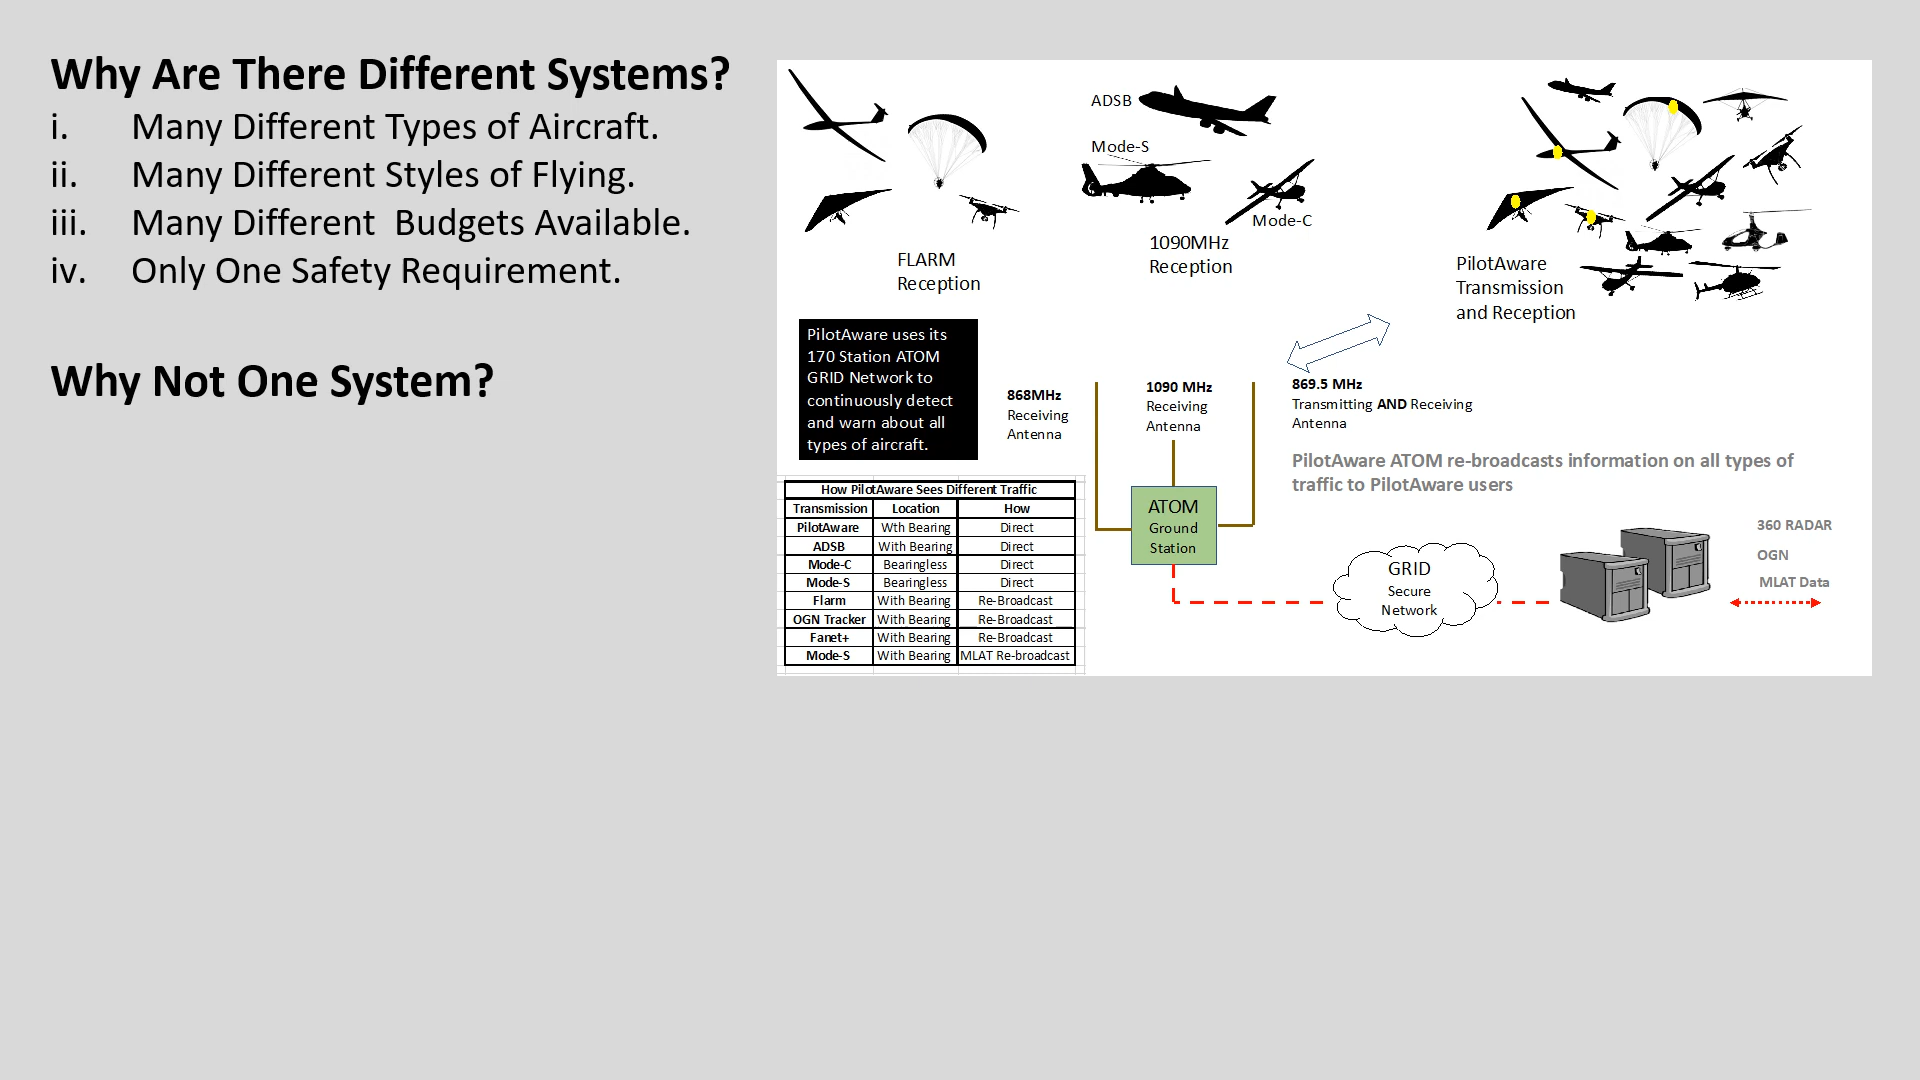 Why Are There Different Systems?
i. Many Different Types of Aircraft.
ii. Many Different Styles of Flying.
iii. Many Different  Budgets Available.
iv. Only One Safety Requirement.
Why Not One System?
ADSB
Mode-S
Mode-C
FLARM
Reception
1090MHz
Reception
PilotAware
Transmission
and Reception
PilotAware uses its
170 Station ATOM
GRID Network to
continuously detect
and warn about all
types of aircraft.
868MHz
Receiving
Antenna
1090 MHz
Receiving
Antenna
869.5 MHz
Transmitting AND Receiving
Antenna
PilotAware ATOM re-broadcasts information on all types of
traffic to PilotAware users
How PilotAware Sees Different Traffic
Transmission Location How
PilotAware Wth Bearing Direct
ADSB With Bearing Direct
Mode-C Bearingless Direct
Mode-S Bearingless Direct
Flarm With Bearing Re-Broadcast
OGN Tracker With Bearing Re-Broadcast
Fanet+ With Bearing Re-Broadcast
Mode-S With Bearing MLAT Re-broadcast
ATOM
Ground
Station
GRID
Secure
Network
360 RADAR
OGN
MLAT Data